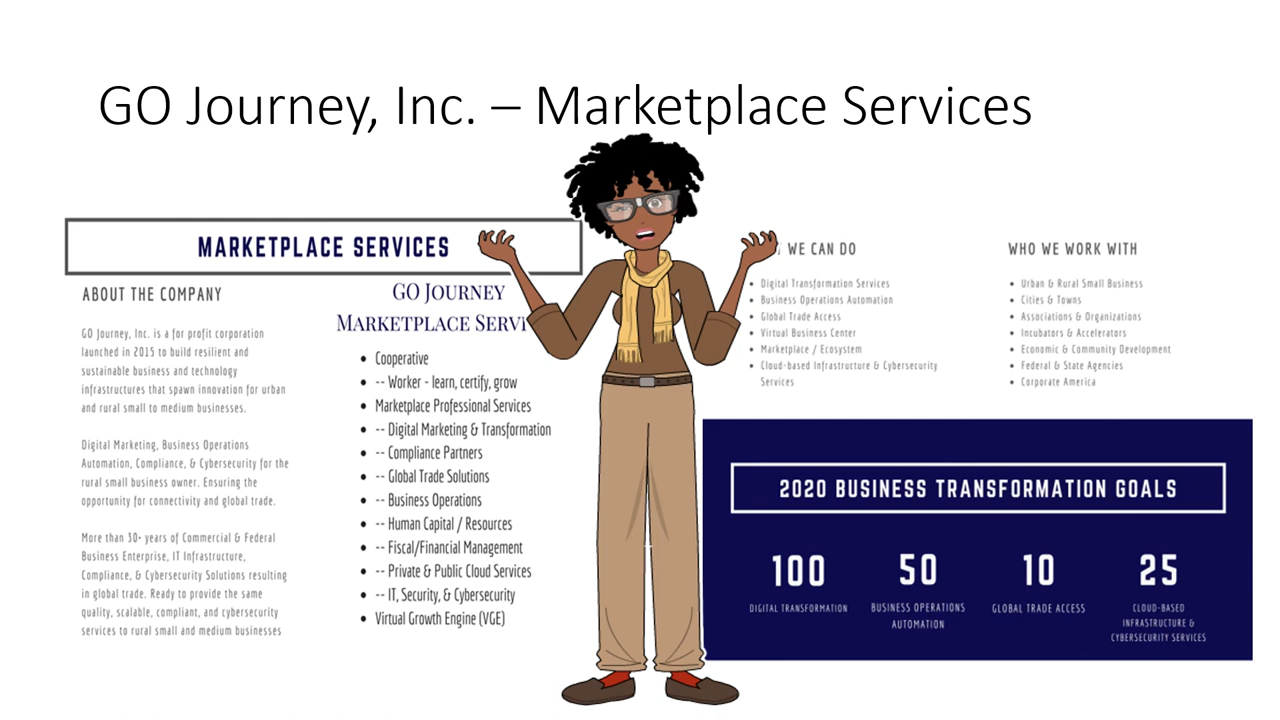 GO Journey, Inc. – Marketplace Services
MARKETPLACE SERVICES
ABOUT THE COMPANY
GO Journey, Inc. is a for profit corporation
launched in 2015 to build resilient and
sustainable business and technology
infrastructures that spawn innovation for urban
and rural small to medium businesses.
Digital Marketing, Business Operations
Automation, Compliance, & Cybersecurity for the
rural small business owner. Ensuring the
opportunity for connectivity and global trade.
More than 30+ years of Commercial & Federal
Business Enterprise, IT Infrastructure,
Compliance, & Cybersecurity Solutions resulting
in global trade. Ready to provide the same
quality, scalable, compliant, and cybersecurity
services to rural small and medium businesses
GO Journey
Marketplace Servi
• Cooperative
• -- Worker - learn, certify, grow
• Marketplace Professional Services
• -- Digital Marketing & Transformation
• -- Compliance Partners
• -- Global Trade Solutions
• -- Business Operations
• -- Human Capital / Resources
• -- Fiscal/Financial Management
• -- Private & Public Cloud Services
• -- IT, Security, & Cybersecurity
• Virtual Growth Engine (VGE)
WE CAN DO
• Digital Transformation Services
• Business Operations Automation
• Global Trade Access
• Virtual Business Center
• Marketplace / Ecosystem
• Cloud-based Infrastructure & Cybersecurity
Services
WHO WE WORK WITH
• Urban & Rural Small Business
• Cities & Towns
• Associations & Organizations
• Incubators & Accelerators
• Economic & Community Development
• Federal & State Agencies
• Corporate America
2020 BUSINESS TRANSFORMATION GOALS
100
DIGITAL TRANSFORMATION
50
BUSINESS OPERATIONS
AUTOMATION
10
GLOBAL TRADE ACCESS
25
CLOUD-BASED
INFRASTRUCTURE &
CYBERSECURITY SERVICES